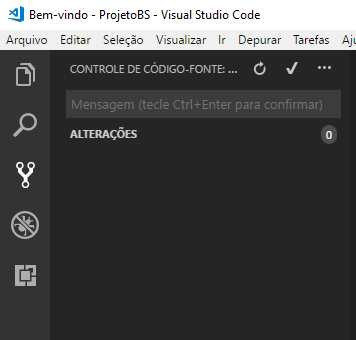 Bem-vindo - ProjetoBS - Visual Studio Code
Arquivo Editar Seleção Visualizar Ir Depurar Tarefas Aju
CONTROLE DE CÓDIGO-FONTE: ...
Mensagem (tecle Ctrl+Enter para confirmar)
ALTERAÇÕES 0